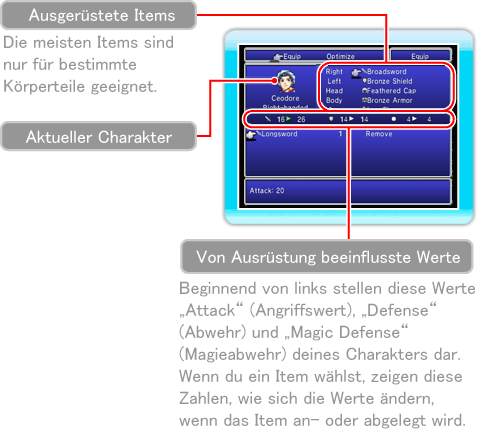 Ausgerüstete Items
Die meisten Items sind
nur für bestimmte
Körperteile geeignet.
Aktueller Charakter
Equip Optimize Equip
Ceodore
Right-handed
Right Broadsword
Left Bronze Shield
Head Feathered Cap
Body Bronze Armor
16 ▶ 26 14 ▶ 14 4 ▶ 4
Longsword 1 Remove
Attack: 20
Von Ausrüstung beeinflusste Werte
Beginnend von links stellen diese Werte
„Attack“ (Angriffswert), „Defense“
(Abwehr) und „Magic Defense“
(Magieabwehr) deines Charakters dar.
Wenn du ein Item wählst, zeigen diese
Zahlen, wie sich die Werte ändern,
wenn das Item an– oder abgelegt wird.